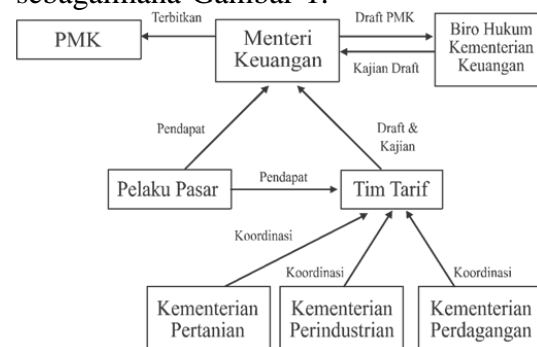 sebagaimana Gambar 1.
Terbitkan
Draft PMK
PMK
Menteri
Keuangan
Biro Hukum
Kementerian
Keuangan
Kajian Draft
Pendapat
Draft &
Kajian
Pelaku Pasar
Pendapat
Tim Tarif
Koordinasi
Koordinasi
Koordinasi
Kementerian
Pertanian
Kementerian
Perindustrian
Kementerian
Perdagangan